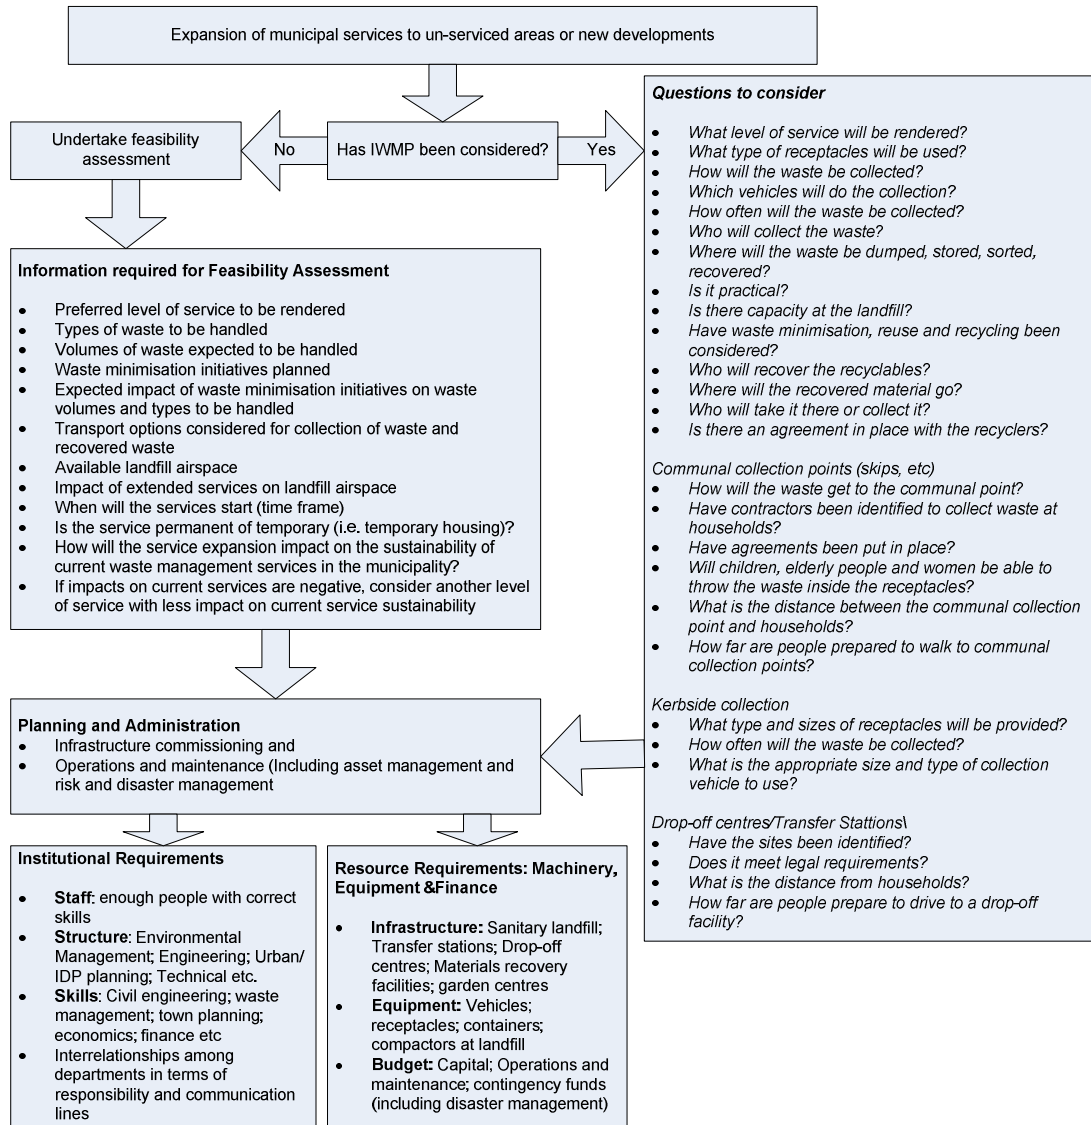 Expansion of municipal services to un-serviced areas or new developments
Undertake feasibility
assessment
No
Has IWMP been considered?
Yes
Information required for Feasibility Assessment
• Preferred level of service to be rendered
• Types of waste to be handled
• Volumes of waste expected to be handled
• Waste minimisation initiatives planned
• Expected impact of waste minimisation initiatives on waste
volumes and types to be handled
• Transport options considered for collection of waste and
recovered waste
• Available landfill airspace
• Impact of extended services on landfill airspace
• When will the services start (time frame)
• Is the service permanent of temporary (i.e. temporary housing)?
• How will the service expansion impact on the sustainability of
current waste management services in the municipality?
• If impacts on current services are negative, consider another level
of service with less impact on current service sustainability
Questions to consider
• What level of service will be rendered?
• What type of receptacles will be used?
• How will the waste be collected?
• Which vehicles will do the collection?
• How often will the waste be collected?
• Who will collect the waste?
• Where will the waste be dumped, stored, sorted,
recovered?
• Is it practical?
• Is there capacity at the landfill?
• Have waste minimisation, reuse and recycling been
considered?
• Who will recover the recyclables?
• Where will the recovered material go?
• Who will take it there or collect it?
• Is there an agreement in place with the recyclers?
Communal collection points (skips, etc)
• How will the waste get to the communal point?
• Have contractors been identified to collect waste at
households?
• Have agreements been put in place?
• Will children, elderly people and women be able to
throw the waste inside the receptacles?
• What is the distance between the communal collection
point and households?
• How far are people prepared to walk to communal
collection points?
Kerbside collection
• What type and sizes of receptacles will be provided?
• How often will the waste be collected?
• What is the appropriate size and type of collection
vehicle to use?
Drop-off centres/Transfer Stattions\
• Have the sites been identified?
• Does it meet legal requirements?
• What is the distance from households?
• How far are people prepare to drive to a drop-off
facility?
Planning and Administration
• Infrastructure commissioning and
• Operations and maintenance (Including asset management and
risk and disaster management
Institutional Requirements
• Staff: enough people with correct
skills
• Structure: Environmental
Management; Engineering; Urban/
IDP planning; Technical etc.
• Skills: Civil engineering; waste
management; town planning;
economics; finance etc
• Interrelationships among
departments in terms of
responsibility and communication
lines
Resource Requirements: Machinery,
Equipment &Finance
• Infrastructure: Sanitary landfill;
Transfer stations; Drop-off
centres; Materials recovery
facilities; garden centres
• Equipment: Vehicles;
receptacles; containers;
compactors at landfill
• Budget: Capital; Operations and
maintenance; contingency funds
(including disaster management)